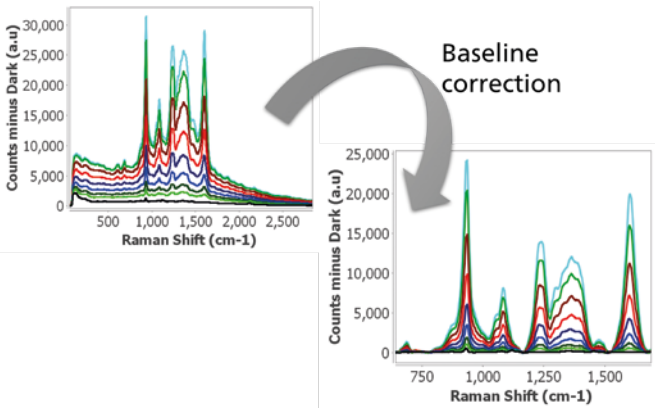 30,000
25,000
20,000
15,000
10,000
5,000
0
Counts minus Dark (a.u)
500 1,000 1,500 2,000 2,500
Raman Shift (cm-1)
Baseline
correction
25,000
20,000
15,000
10,000
5,000
0
Counts minus Dark (a.u)
750 1,000 1,250 1,500
Raman Shift (cm-1)